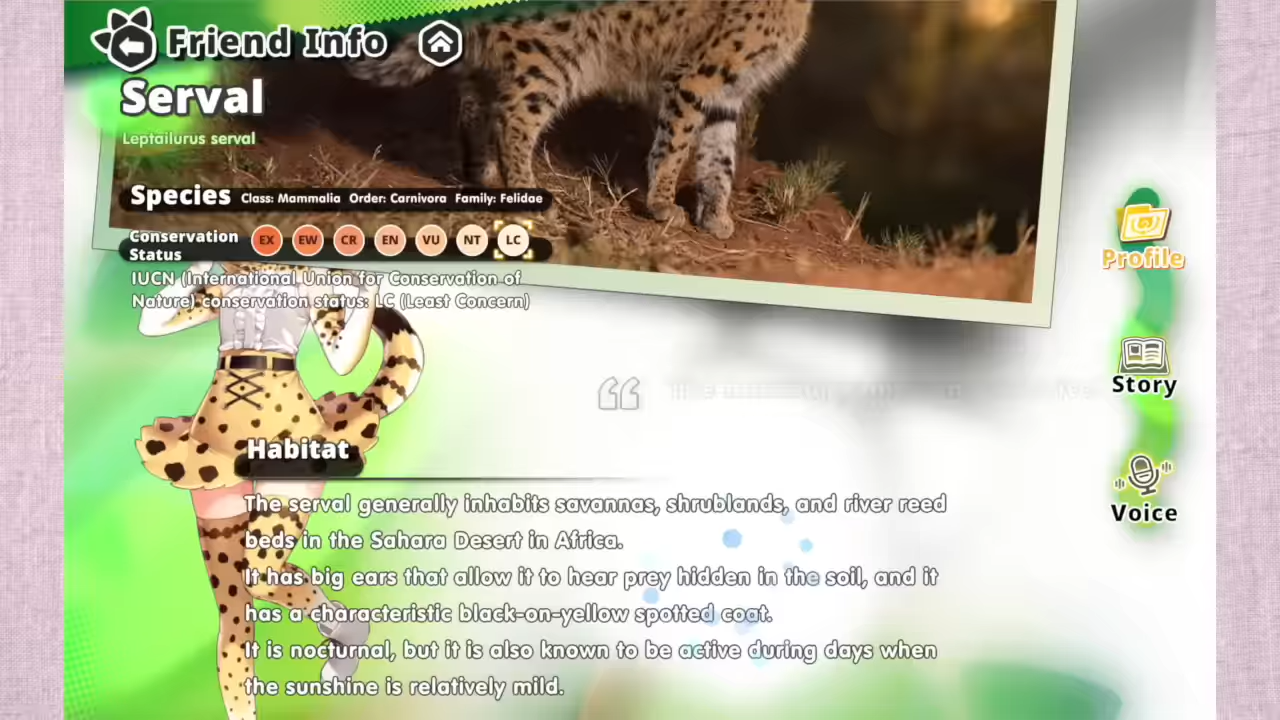 Friend Info
Serval
Leptailurus serval
Species Class: Mammalia Order: Carnivora Family: Felidae
Conservation Status
EX EW CR EN VU NT LC
IUCN (International Union for Conservation of
Nature) conservation status: LC (Least Concern)
Profile
Story
Voice
Habitat
The serval generally inhabits savannas, shrublands, and river reed
beds in the Sahara Desert in Africa.
It has big ears that allow it to hear prey hidden in the soil, and it
has a characteristic black-on-yellow spotted coat.
It is nocturnal, but it is also known to be active during days when
the sunshine is relatively mild.